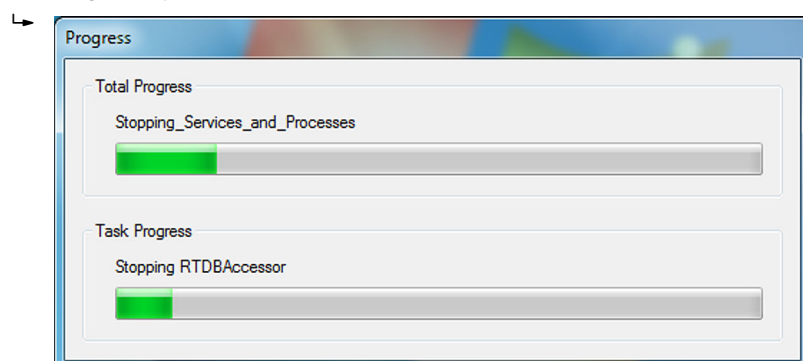 Progress
Total Progress
Stopping_Services_and_Processes
Task Progress
Stopping RTDBAccessor